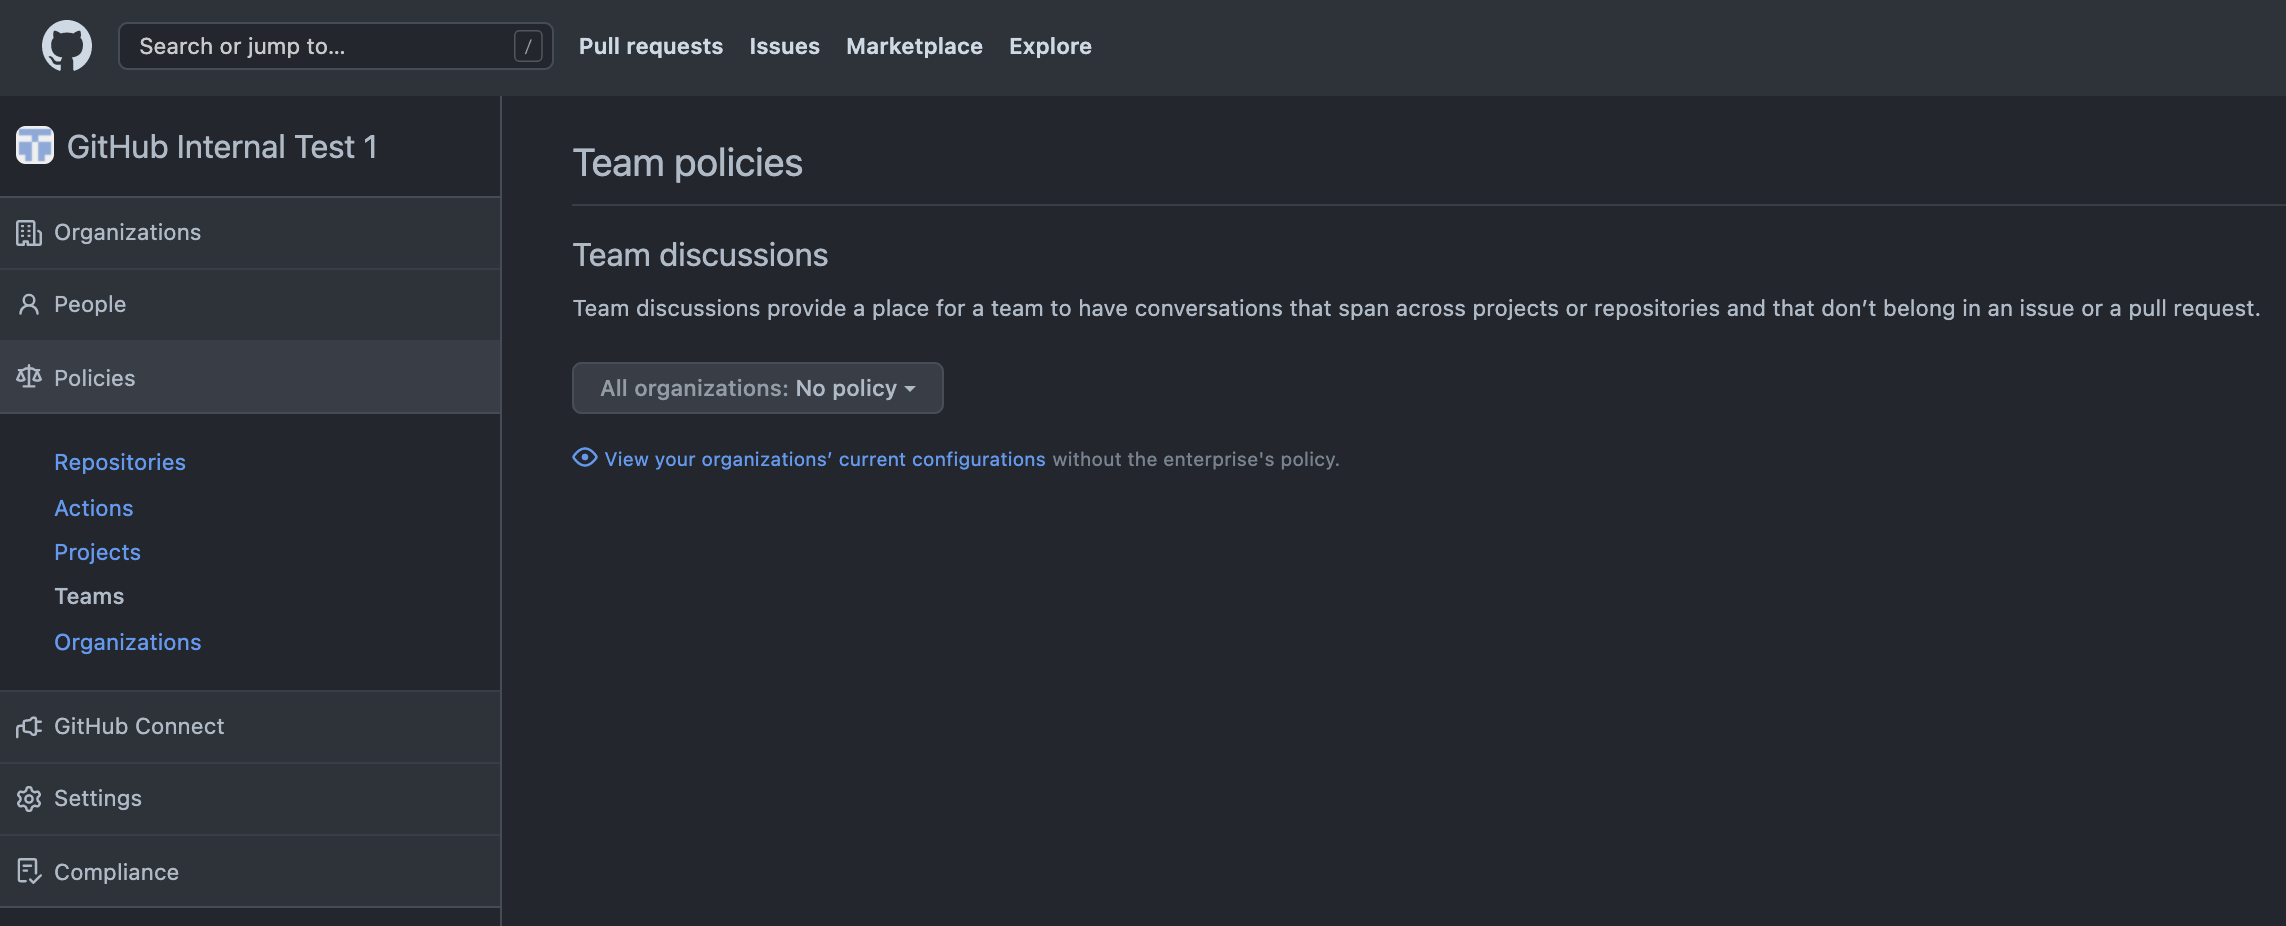 Search or jump to... /
Pull requests Issues Marketplace Explore
GitHub Internal Test 1
Organizations
People
Policies
Repositories
Actions
Projects
Teams
Organizations
GitHub Connect
Settings
Compliance
Team policies
Team discussions
Team discussions provide a place for a team to have conversations that span across projects or repositories and that don’t belong in an issue or a pull request.
All organizations: No policy
View your organizations’ current configurations without the enterprise's policy.